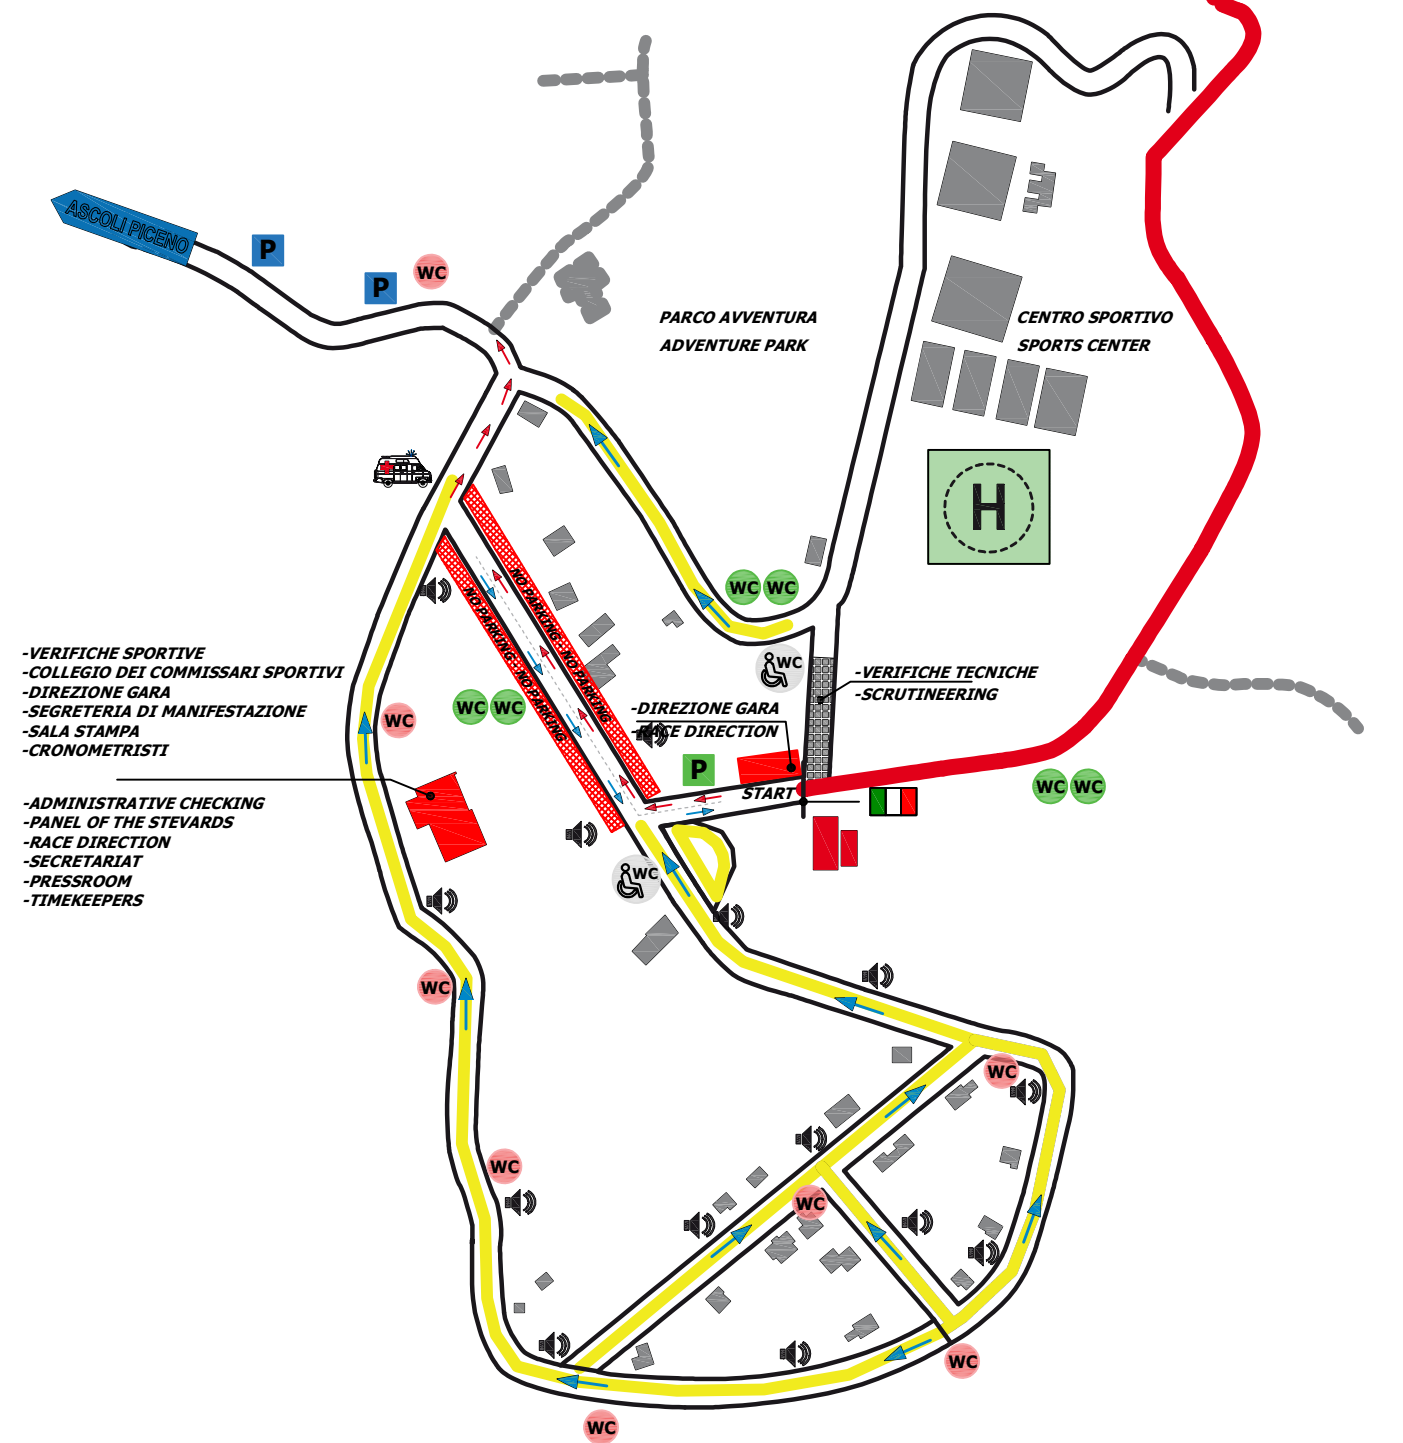 ASCOLI PICENO
P
P
WC
PARCO AVVENTURA
ADVENTURE PARK
CENTRO SPORTIVO
SPORTS CENTER
H
NO PARKING - NO PARKING
NO PARKING - NO PARKING
WC
WC
WC
-VERIFICHE TECNICHE
-SCRUTINEERING
-VERIFICHE SPORTIVE
-COLLEGIO DEI COMMISSARI SPORTIVI
-DIREZIONE GARA
-SEGRETERIA DI MANIFESTAZIONE
-SALA STAMPA
-CRONOMETRISTI
WC
WC
WC
-DIREZIONE GARA
-RACE DIRECTION
P
START
WC
WC
-ADMINISTRATIVE CHECKING
-PANEL OF THE STEVARDS
-RACE DIRECTION
-SECRETARIAT
-PRESSROOM
-TIMEKEEPERS
WC
WC
WC
WC
WC
WC
WC